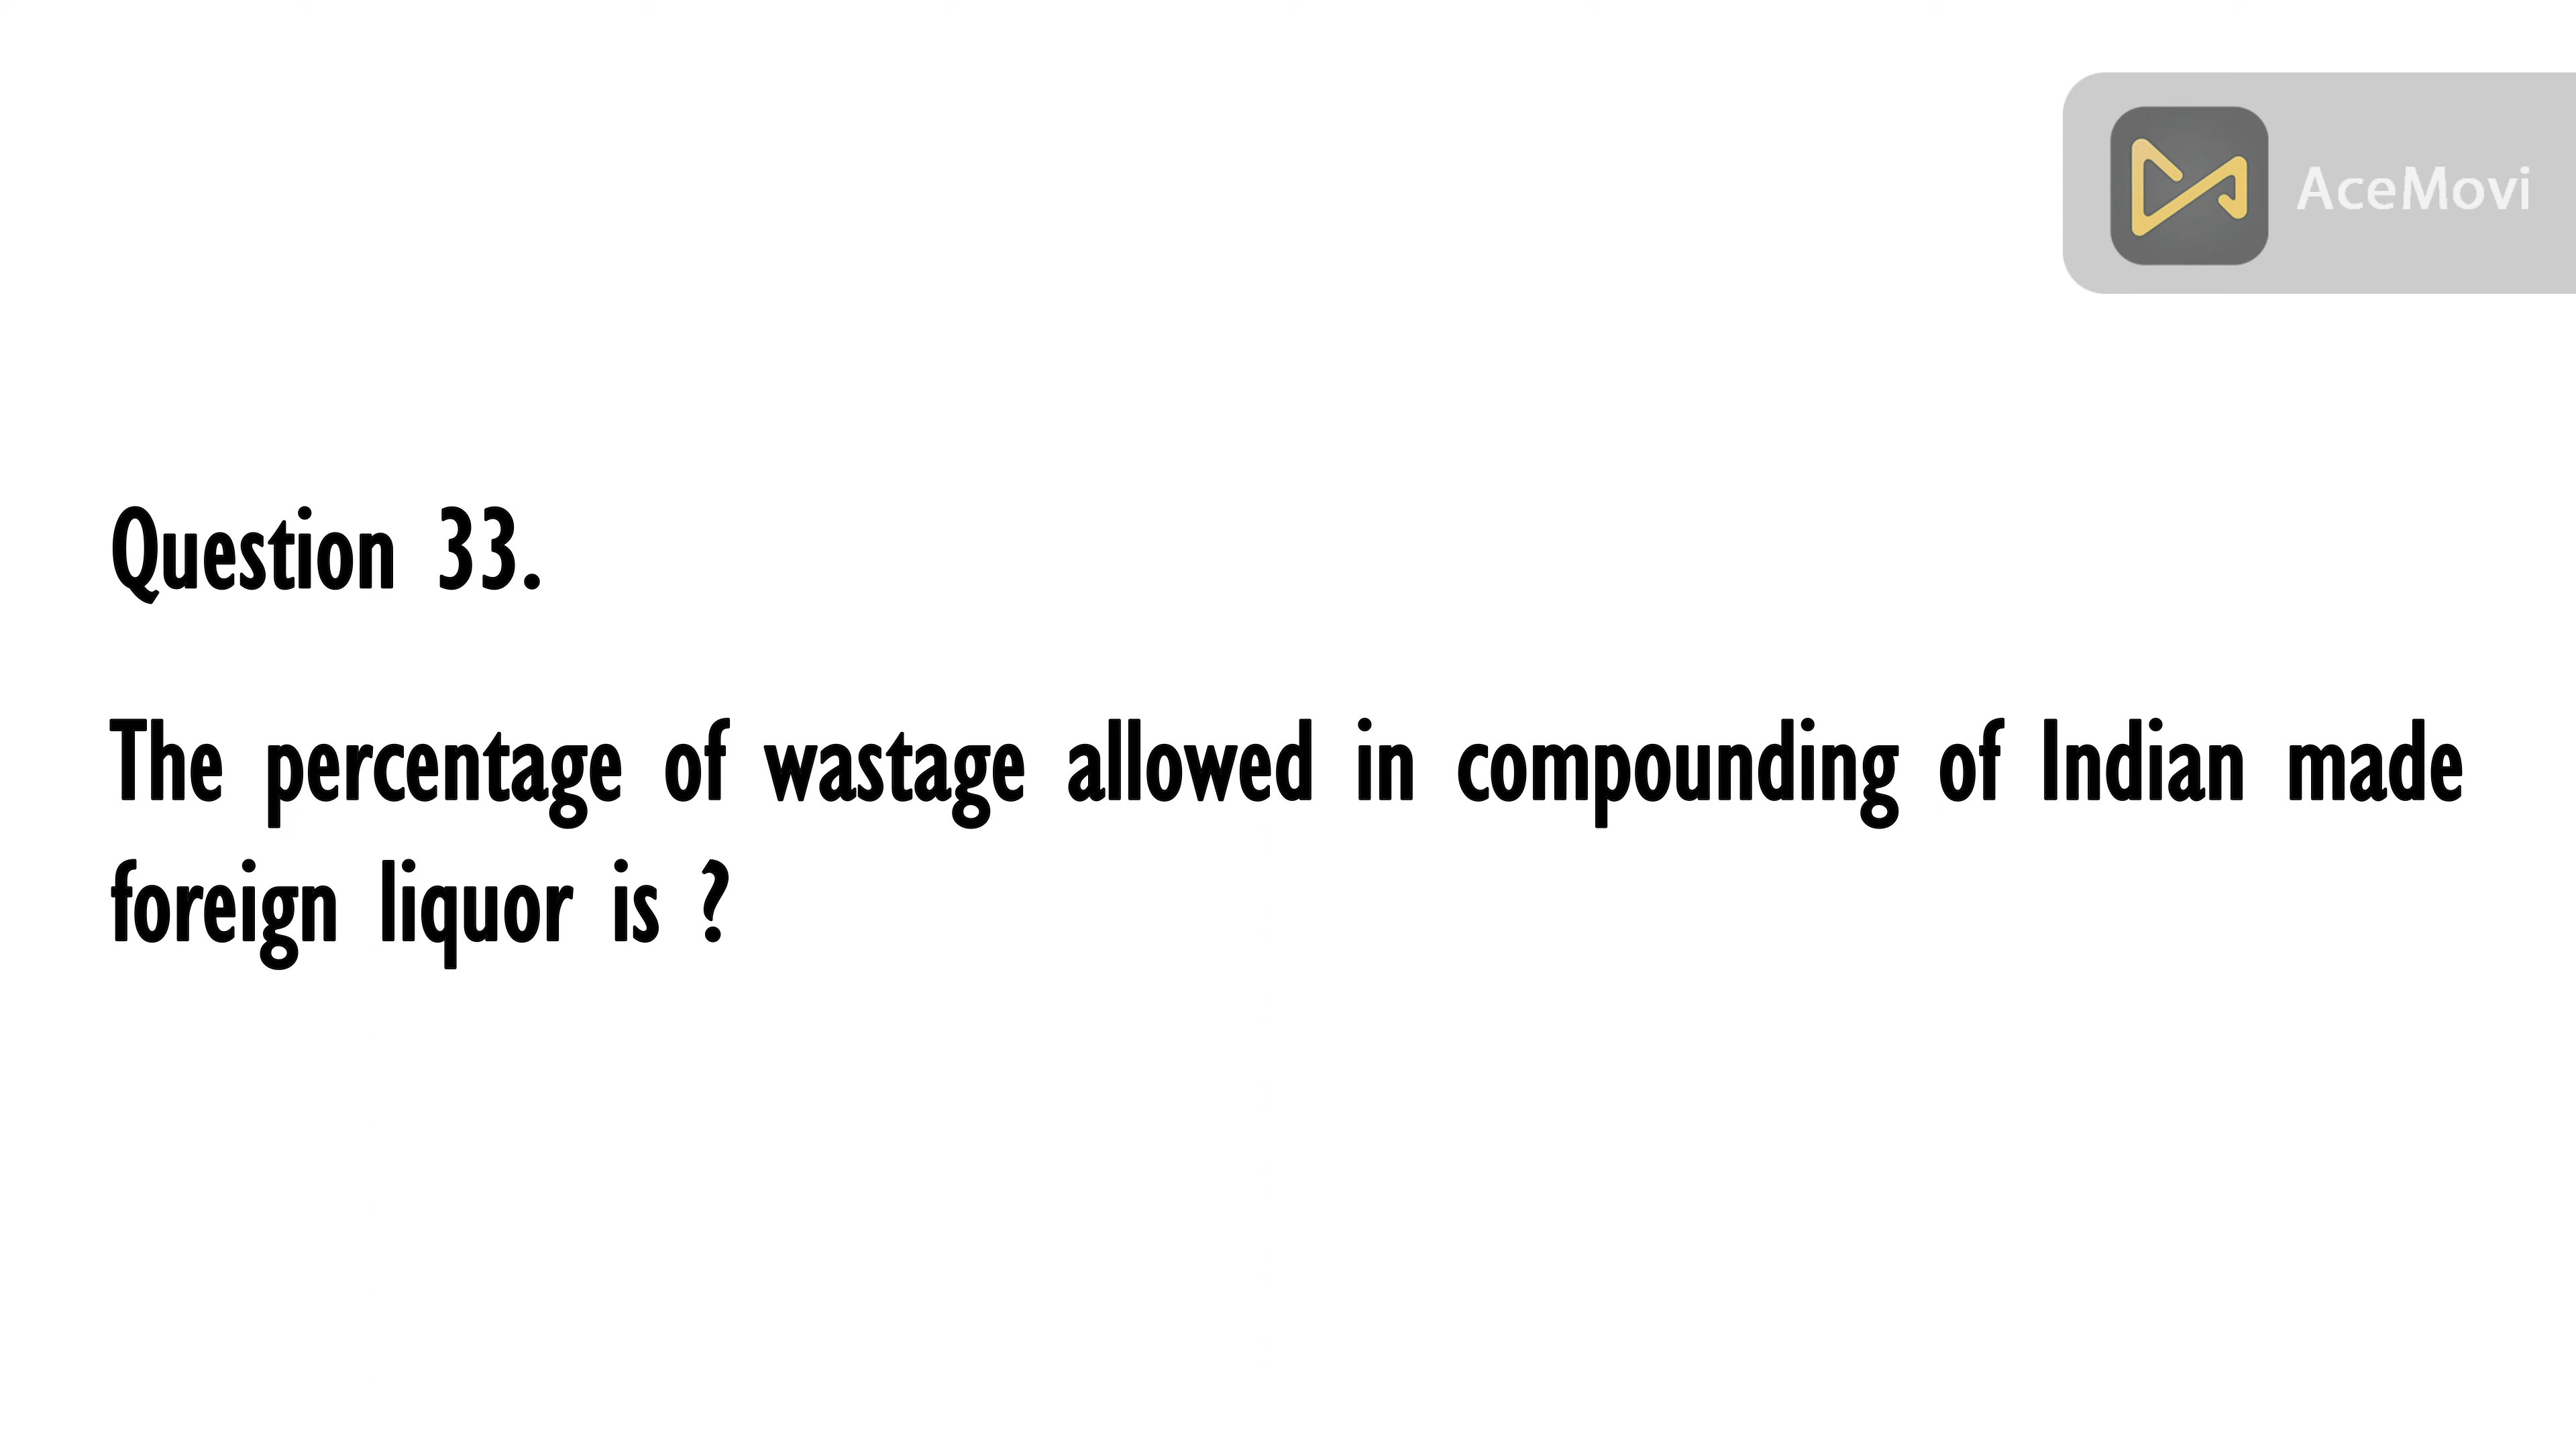 AceMovi
Question 33.
The percentage of wastage allowed in compounding of Indian made
foreign liquor is ?